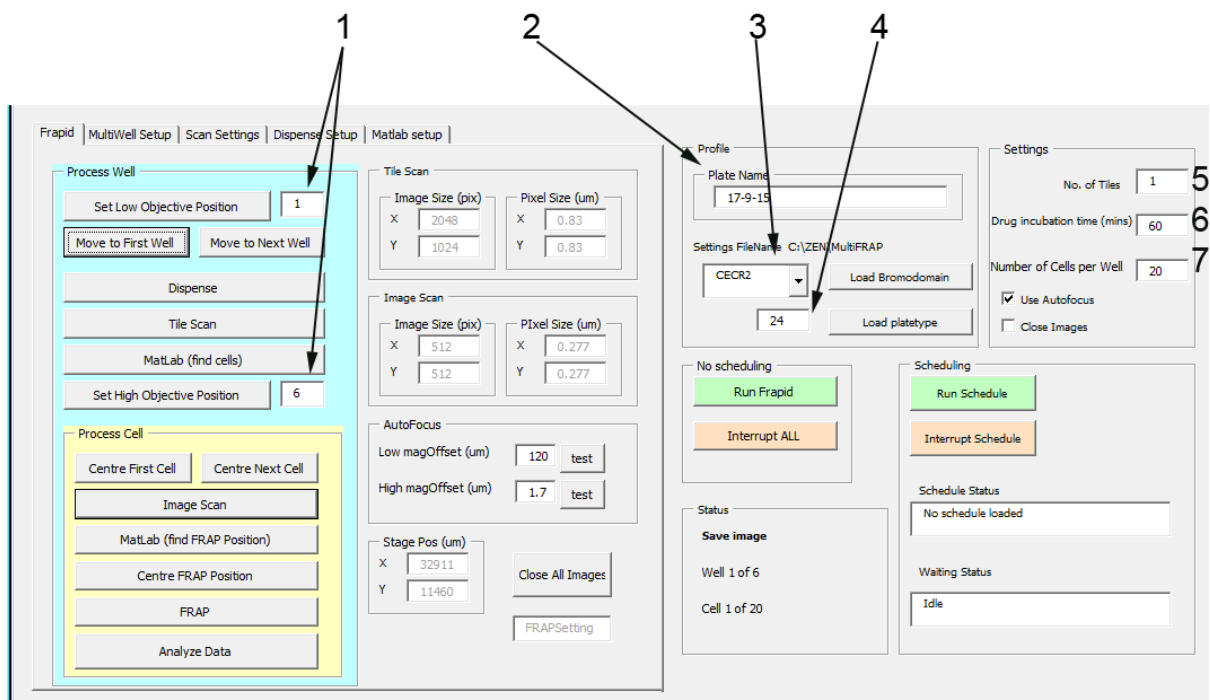 1
2
3
4
Frapid
MultiWell Setup
Scan Settings
Dispense Setup
Matlab setup
Process Well
Set Low Objective Position
1
Move to First Well
Move to Next Well
Dispense
Tile Scan
MatLab (find cells)
Set High Objective Position
6
Process Cell
Centre First Cell
Centre Next Cell
Image Scan
MatLab (find FRAP Position)
Centre FRAP Position
FRAP
Analyze Data
Tile Scan
Image Size (pix)
X 2048
Y 1024
Pixel Size (um)
X 0.83
Y 0.83
Image Scan
Image Size (pix)
X 512
Y 512
PIxel Size (um)
X 0.277
Y 0.277
AutoFocus
Low magOffset (um) 120 test
High magOffset (um) 1.7 test
Stage Pos (um)
X 32911
Y 11460
Close All Images
FRAPSetting
Profile
Plate Name
17-9-15
Settings FileName C:\ZEN\MultiFRAP
CECR2
Load Bromodomain
24
Load platetype
Settings
No. of Tiles 1 5
Drug incubation time (mins) 60 6
Number of Cells per Well 20 7
Use Autofocus
Close Images
No scheduling
Run Frapid
Interrupt ALL
Scheduling
Run Schedule
Interrupt Schedule
Schedule Status
No schedule loaded
Waiting Status
Idle
Status
Save image
Well 1 of 6
Cell 1 of 20